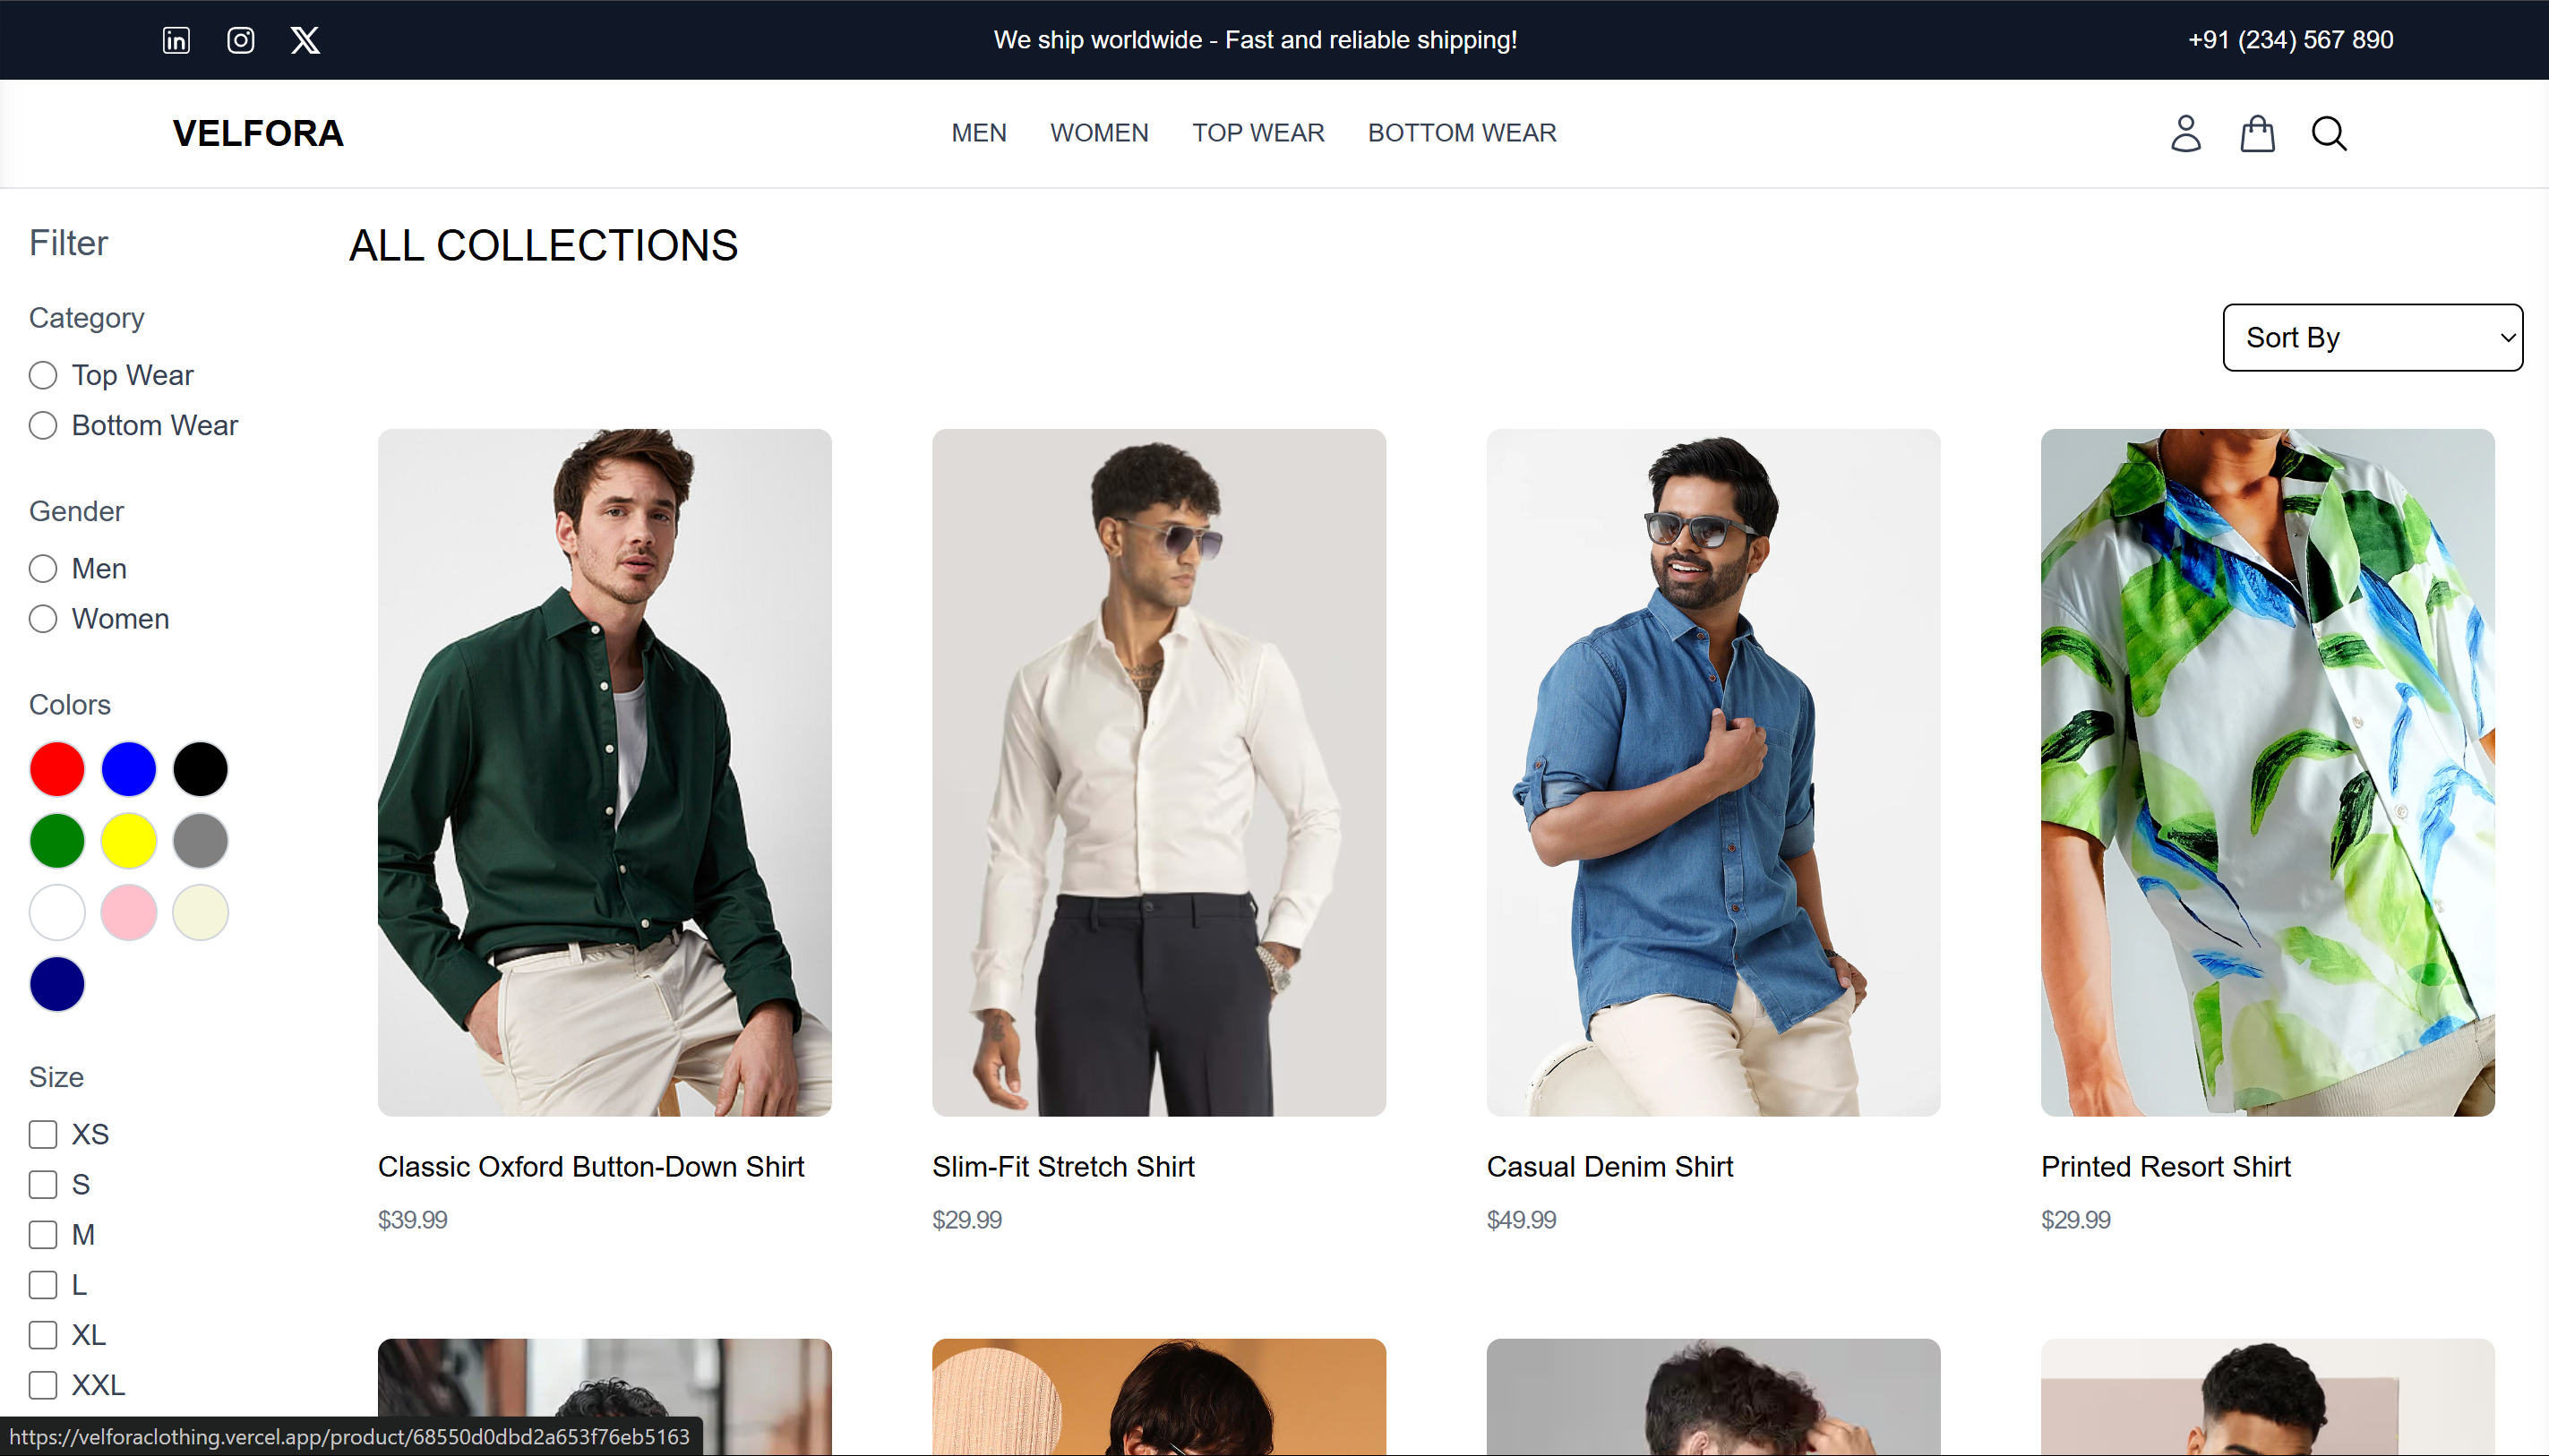 We ship worldwide - Fast and reliable shipping!
+91 (234) 567 890
VELFORA
MEN WOMEN TOP WEAR BOTTOM WEAR
Filter
ALL COLLECTIONS
Category
Sort By
Top Wear
Bottom Wear
Gender
Men
Women
Colors
Size
XS
S
M
L
XL
XXL
Classic Oxford Button-Down Shirt
$39.99
Slim-Fit Stretch Shirt
$29.99
Casual Denim Shirt
$49.99
Printed Resort Shirt
$29.99
https://velforaclothing.vercel.app/product/68550d0dbd2a653f76eb5163